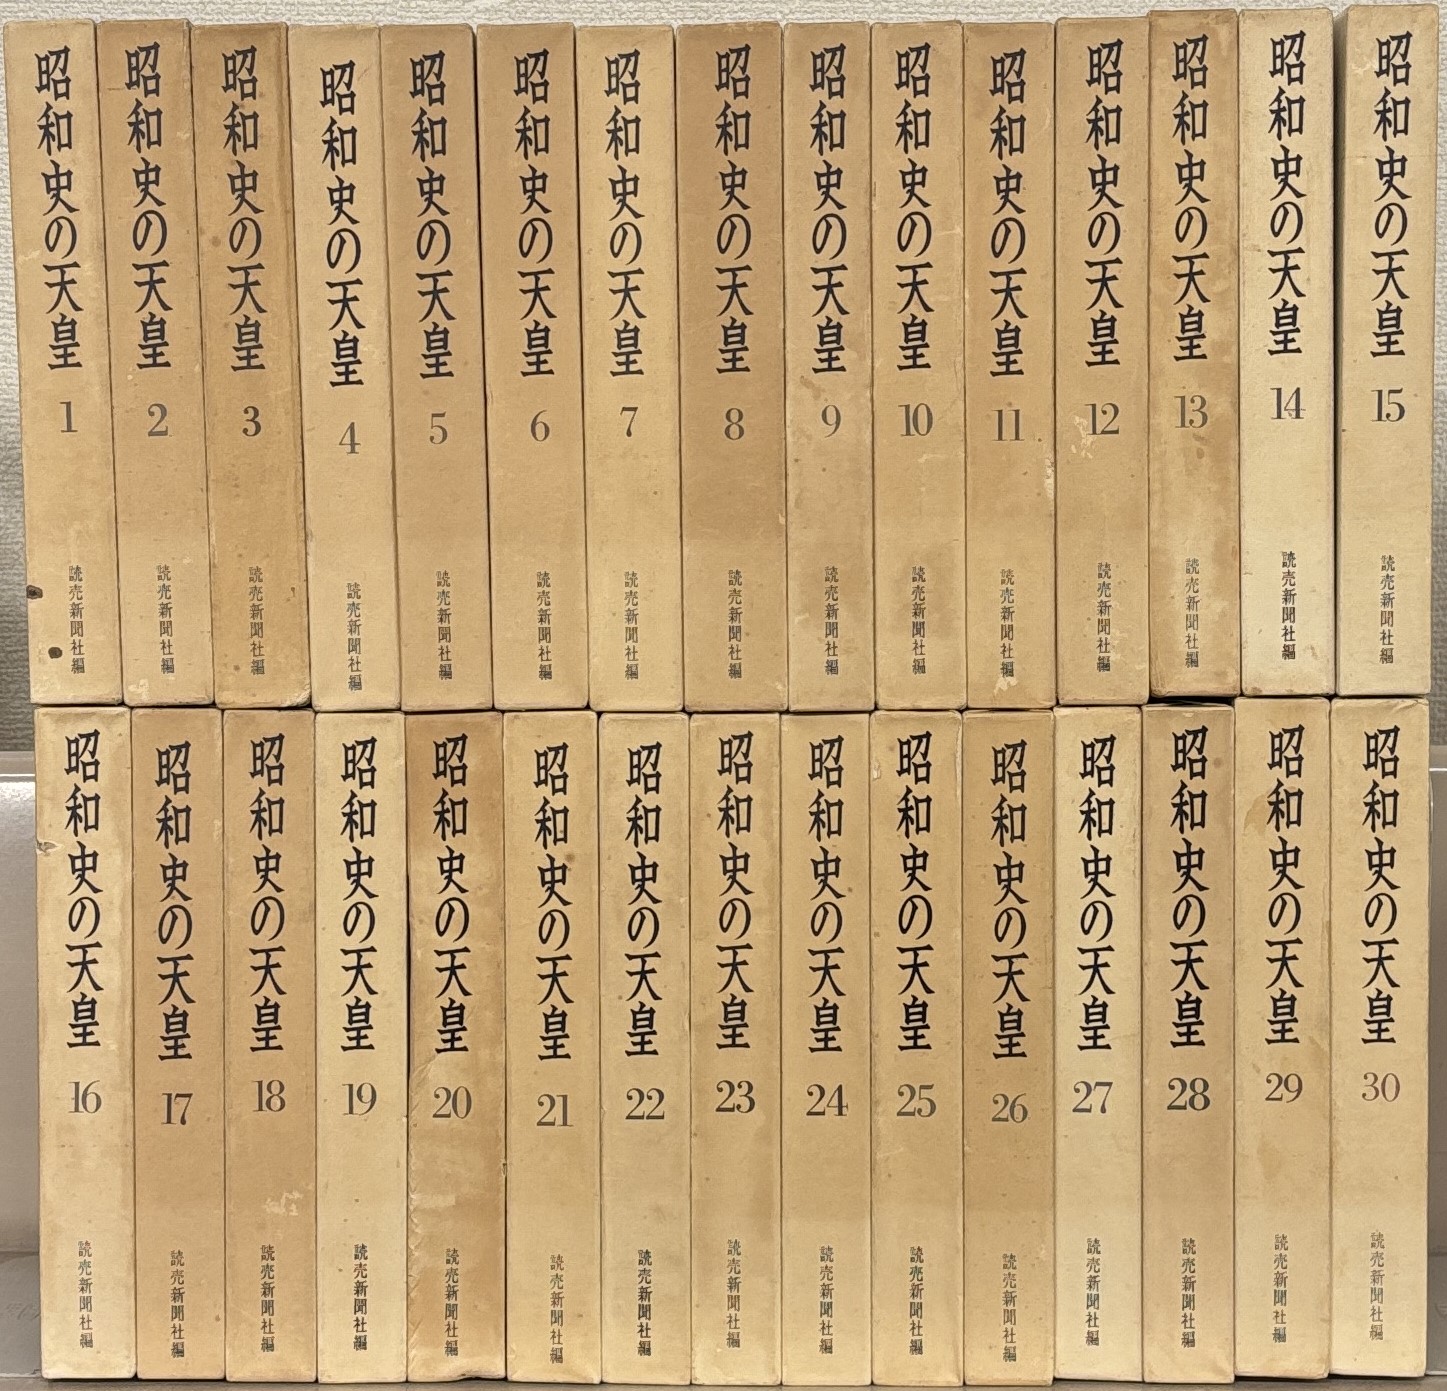 昭和史の天皇 1 読売新聞社編
昭和史の天皇 2 読売新聞社編
昭和史の天皇 3 読売新聞社編
昭和史の天皇 4 読売新聞社編
昭和史の天皇 5 読売新聞社編
昭和史の天皇 6 読売新聞社編
昭和史の天皇 7 読売新聞社編
昭和史の天皇 8 読売新聞社編
昭和史の天皇 9 読売新聞社編
昭和史の天皇 10 読売新聞社編
昭和史の天皇 11 読売新聞社編
昭和史の天皇 12 読売新聞社編
昭和史の天皇 13 読売新聞社編
昭和史の天皇 14 読売新聞社編
昭和史の天皇 15 読売新聞社編
昭和史の天皇 16 読売新聞社編
昭和史の天皇 17 読売新聞社編
昭和史の天皇 18 読売新聞社編
昭和史の天皇 19 読売新聞社編
昭和史の天皇 20 読売新聞社編
昭和史の天皇 21 読売新聞社編
昭和史の天皇 22 読売新聞社編
昭和史の天皇 23 読売新聞社編
昭和史の天皇 24 読売新聞社編
昭和史の天皇 25 読売新聞社編
昭和史の天皇 26 読売新聞社編
昭和史の天皇 27 読売新聞社編
昭和史の天皇 28 読売新聞社編
昭和史の天皇 29 読売新聞社編
昭和史の天皇 30 読売新聞社編